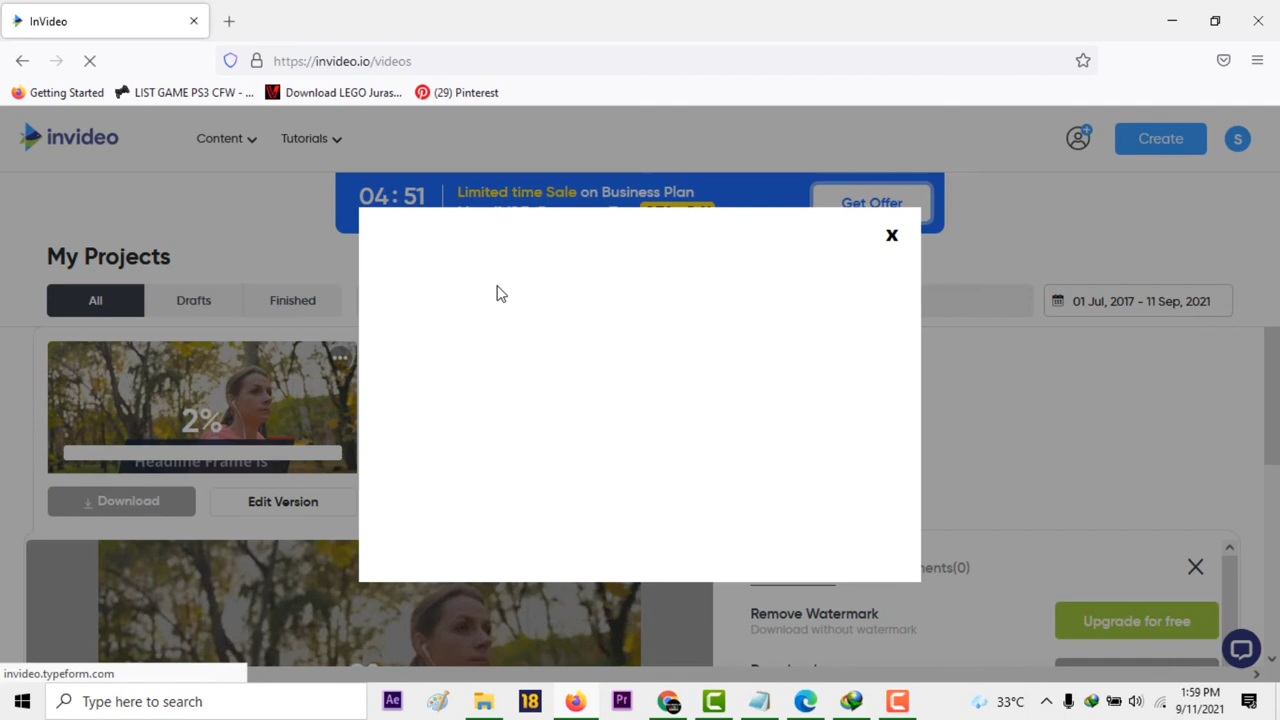 InVideo
https://invideo.io/videos
Getting Started
LIST GAME PS3 CFW - ...
Download LEGO Juras...
(29) Pinterest
invideo
Content
Tutorials
Create
S
04 : 51
Limited time Sale on Business Plan
Get Offer
x
My Projects
All
Drafts
Finished
01 Jul, 2017 - 11 Sep, 2021
2%
Headline Frame is
Download
Edit Version
ents(0)
Remove Watermark
Download without watermark
Upgrade for free
invideo.typeform.com
Type here to search
Ae
18
Pr
33°C
1:59 PM
9/11/2021